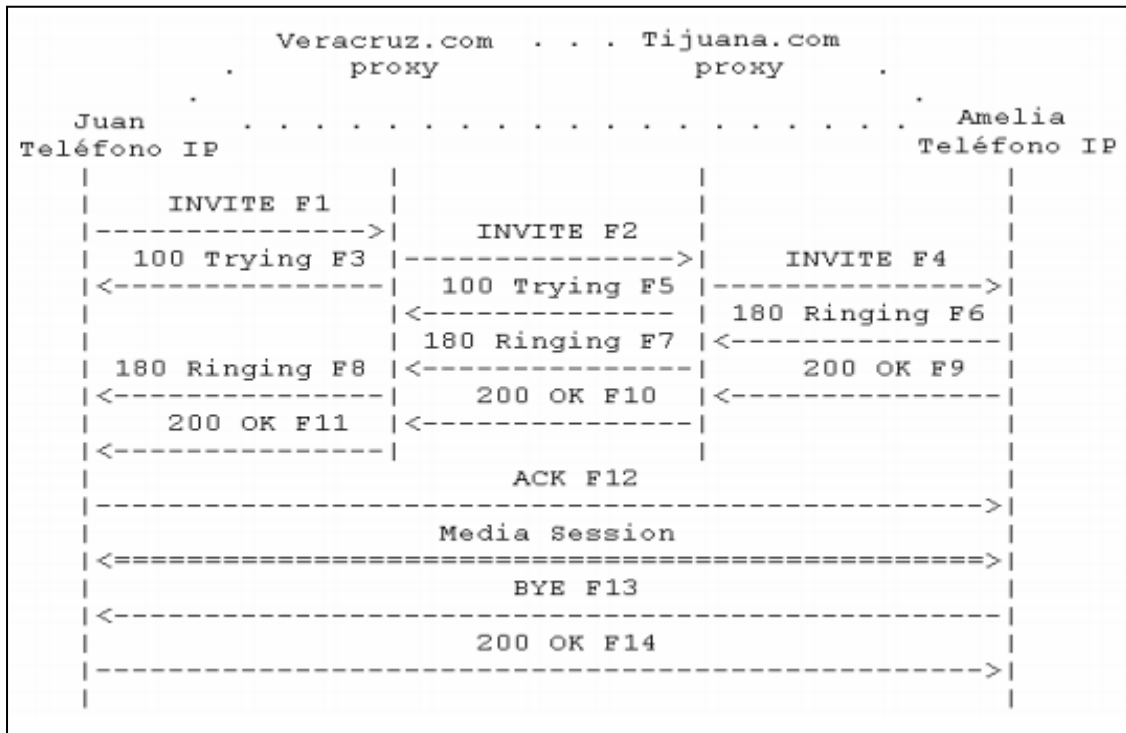 Veracruz.com . . . Tijuana.com
. proxy proxy .
. .
Juan . . . . . . . . . . . . . . . . . . . Amelia
Teléfono IP Teléfono IP
| | | |
| INVITE F1 | | |
|--------------->| INVITE F2 | |
| 100 Trying F3 |--------------->| INVITE F4 |
|<---------------| 100 Trying F5 |--------------->|
| |<-------------- | 180 Ringing F6 |
| | 180 Ringing F7 |<---------------|
| 180 Ringing F8 |<---------------| 200 OK F9 |
|<---------------| 200 OK F10 |<---------------|
| 200 OK F11 |<---------------| |
|<---------------| | |
| ACK F12 |
|------------------------------------------------->|
| Media Session |
|<================================================>|
| BYE F13 |
|<-------------------------------------------------|
| 200 OK F14 |
|------------------------------------------------->|
| |